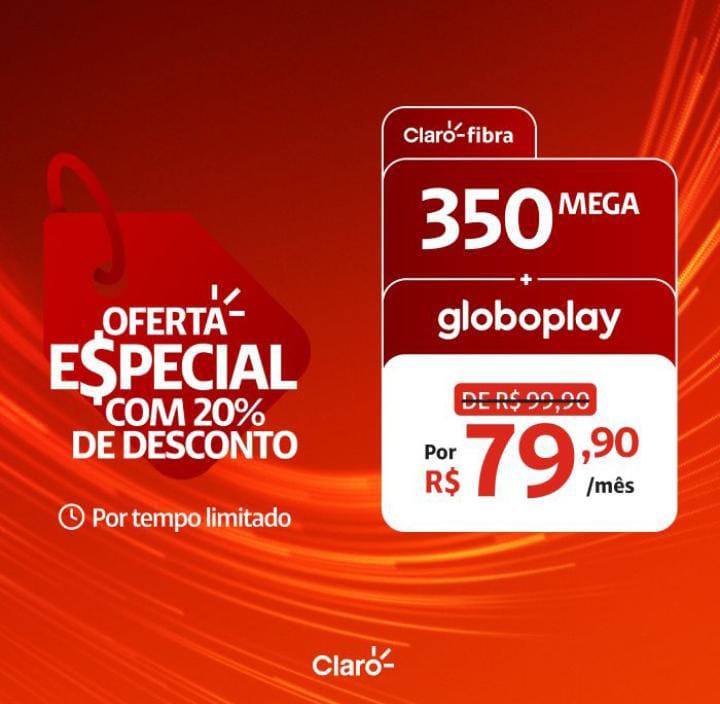 OFERTA
E$PECIAL
COM 20%
DE DESCONTO
Por tempo limitado
Claro-fibra
350 MEGA
+
globoplay
DE R$ 99,90
Por
R$ 79,90
/mês
Claro-